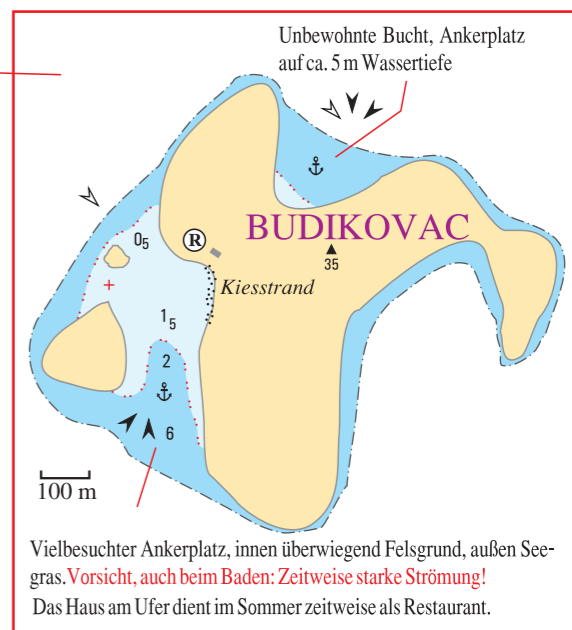 Unbewohnte Bucht, Ankerplatz
auf ca. 5 m Wassertiefe
0₅
R
BUDIKOVAC
35
Kiesstrand
1₅
2
6
100 m
Vielbesuchter Ankerplatz, innen überwiegend Felsgrund, außen See-
gras. Vorsicht, auch beim Baden: Zeitweise starke Strömung!
Das Haus am Ufer dient im Sommer zeitweise als Restaurant.